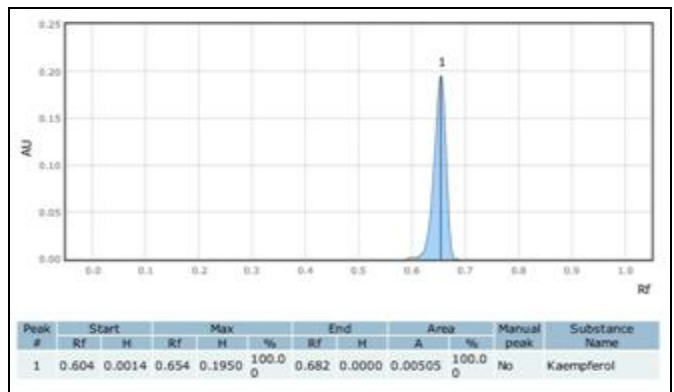 0.25
0.20
1
0.15
AU
0.10
0.05
0.00
0.0 0.1 0.2 0.3 0.4 0.5 0.6 0.7 0.8 0.9 1.0
Rf
Peak Start Max End Area Manual Substance
# Rf H Rf H % Rf H A % peak Name
1 0.604 0.0014 0.654 0.1950 100.0 0.682 0.0000 0.00505 100.0 No Kaempferol
0 0